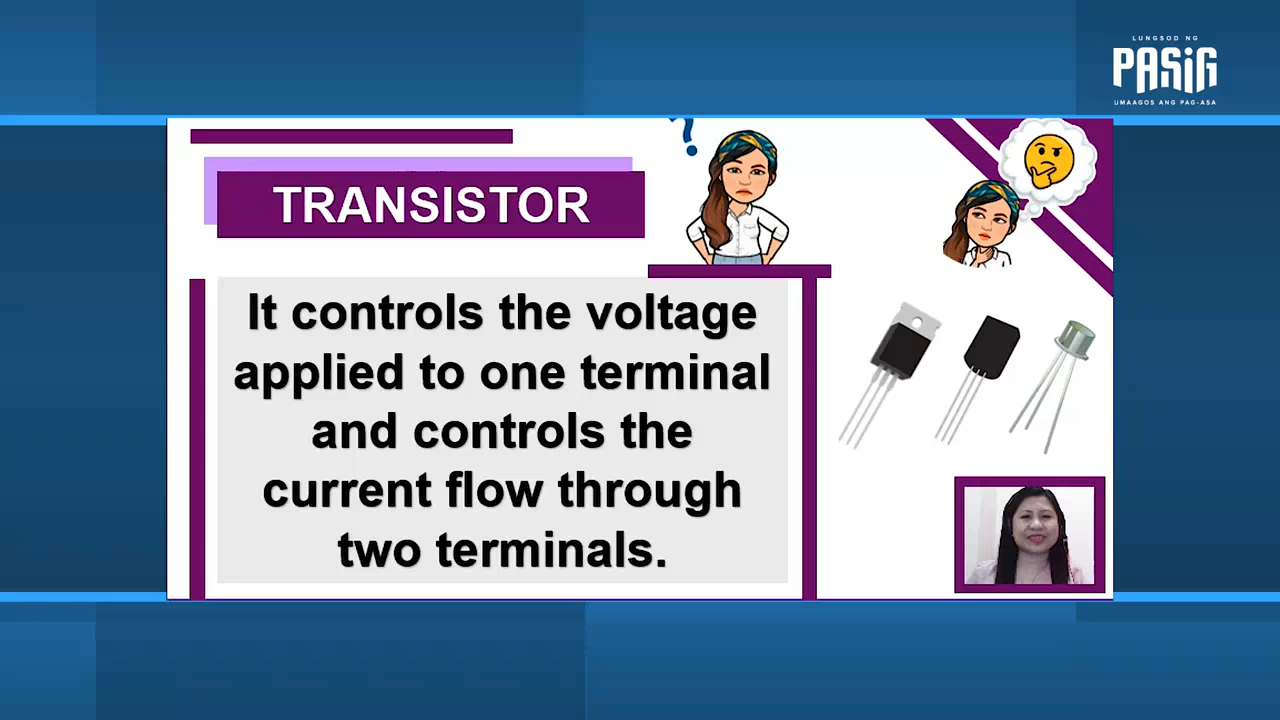 LUNGSOD NG
PASIG
UMAAGOS ANG PAG-ASA
?
TRANSISTOR
It controls the voltage
applied to one terminal
and controls the
current flow through
two terminals.